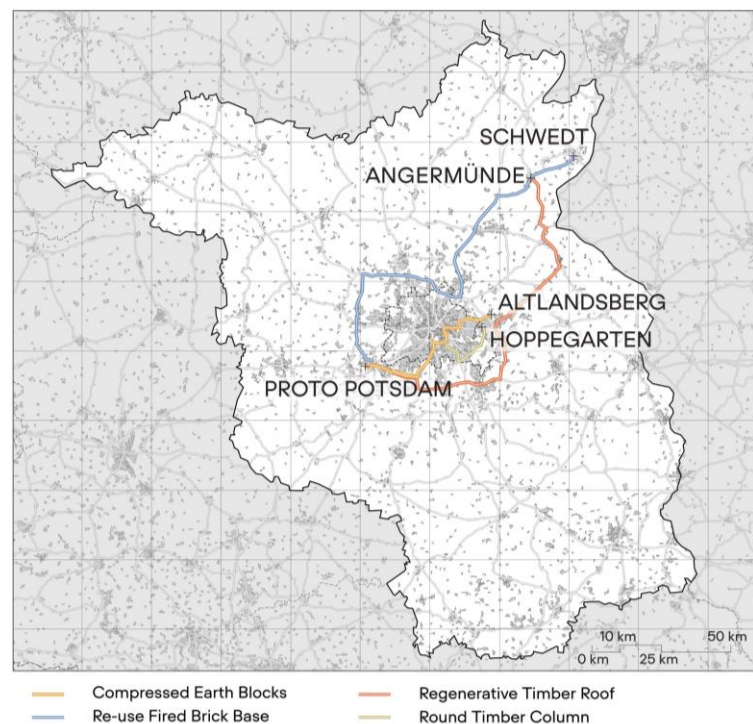 SCHWEDT
ANGERMÜNDE
ALTLANDSBERG
HOPPEGARTEN
PROTO POTSDAM
10 km 50 km
0 km 25 km
Compressed Earth Blocks
Regenerative Timber Roof
Re-use Fired Brick Base
Round Timber Column